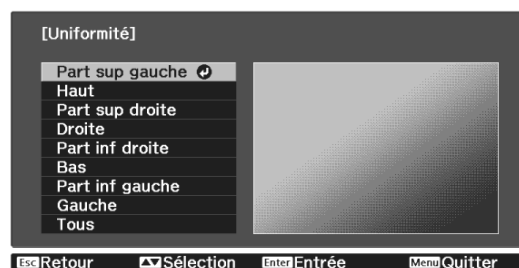 [Uniformité]
Part sup gauche
Haut
Part sup droite
Droite
Part inf droite
Bas
Part inf gauche
Gauche
Tous
Esc Retour Sélection Enter Entrée Menu Quitter